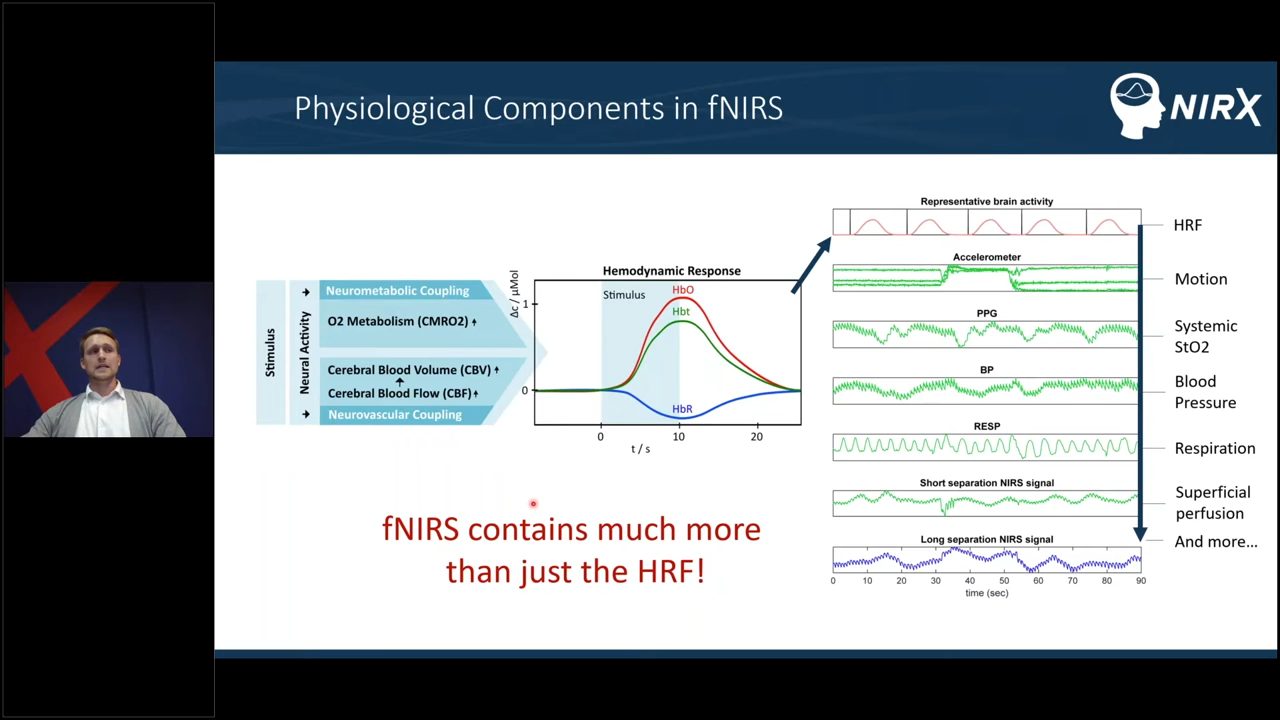 Physiological Components in fNIRS
NIRX
Stimulus
Neural Activity
Neurometabolic Coupling
O2 Metabolism (CMRO2)
Cerebral Blood Volume (CBV)
Cerebral Blood Flow (CBF)
Neurovascular Coupling
Hemodynamic Response
Δc / µMol
1
0
Stimulus
HbO
Hbt
HbR
0 10 20
t / s
fNIRS contains much more
than just the HRF!
Representative brain activity
HRF
Accelerometer
Motion
PPG
Systemic
StO2
BP
Blood
Pressure
RESP
Respiration
Short separation NIRS signal
Superficial
perfusion
Long separation NIRS signal
And more...
0 10 20 30 40 50 60 70 80 90
time (sec)